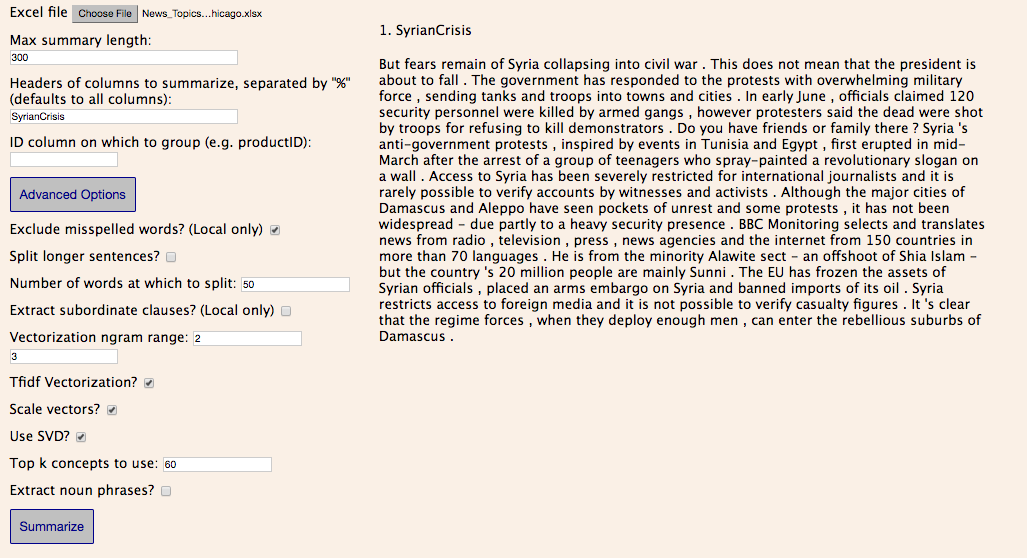 Excel file Choose File News_Topics...hicago.xlsx
Max summary length:
300
Headers of columns to summarize, separated by "%"
(defaults to all columns):
SyrianCrisis
ID column on which to group (e.g. productID):
Advanced Options
Exclude misspelled words? (Local only)
Split longer sentences?
Number of words at which to split: 50
Extract subordinate clauses? (Local only)
Vectorization ngram range: 2
3
Tfidf Vectorization?
Scale vectors?
Use SVD?
Top k concepts to use: 60
Extract noun phrases?
Summarize
1. SyrianCrisis
But fears remain of Syria collapsing into civil war . This does not mean that the president is
about to fall . The government has responded to the protests with overwhelming military
force , sending tanks and troops into towns and cities . In early June , officials claimed 120
security personnel were killed by armed gangs , however protesters said the dead were shot
by troops for refusing to kill demonstrators . Do you have friends or family there ? Syria 's
anti-government protests , inspired by events in Tunisia and Egypt , first erupted in mid-
March after the arrest of a group of teenagers who spray-painted a revolutionary slogan on
a wall . Access to Syria has been severely restricted for international journalists and it is
rarely possible to verify accounts by witnesses and activists . Although the major cities of
Damascus and Aleppo have seen pockets of unrest and some protests , it has not been
widespread - due partly to a heavy security presence . BBC Monitoring selects and translates
news from radio , television , press , news agencies and the internet from 150 countries in
more than 70 languages . He is from the minority Alawite sect - an offshoot of Shia Islam -
but the country 's 20 million people are mainly Sunni . The EU has frozen the assets of
Syrian officials , placed an arms embargo on Syria and banned imports of its oil . Syria
restricts access to foreign media and it is not possible to verify casualty figures . It 's clear
that the regime forces , when they deploy enough men , can enter the rebellious suburbs of
Damascus .